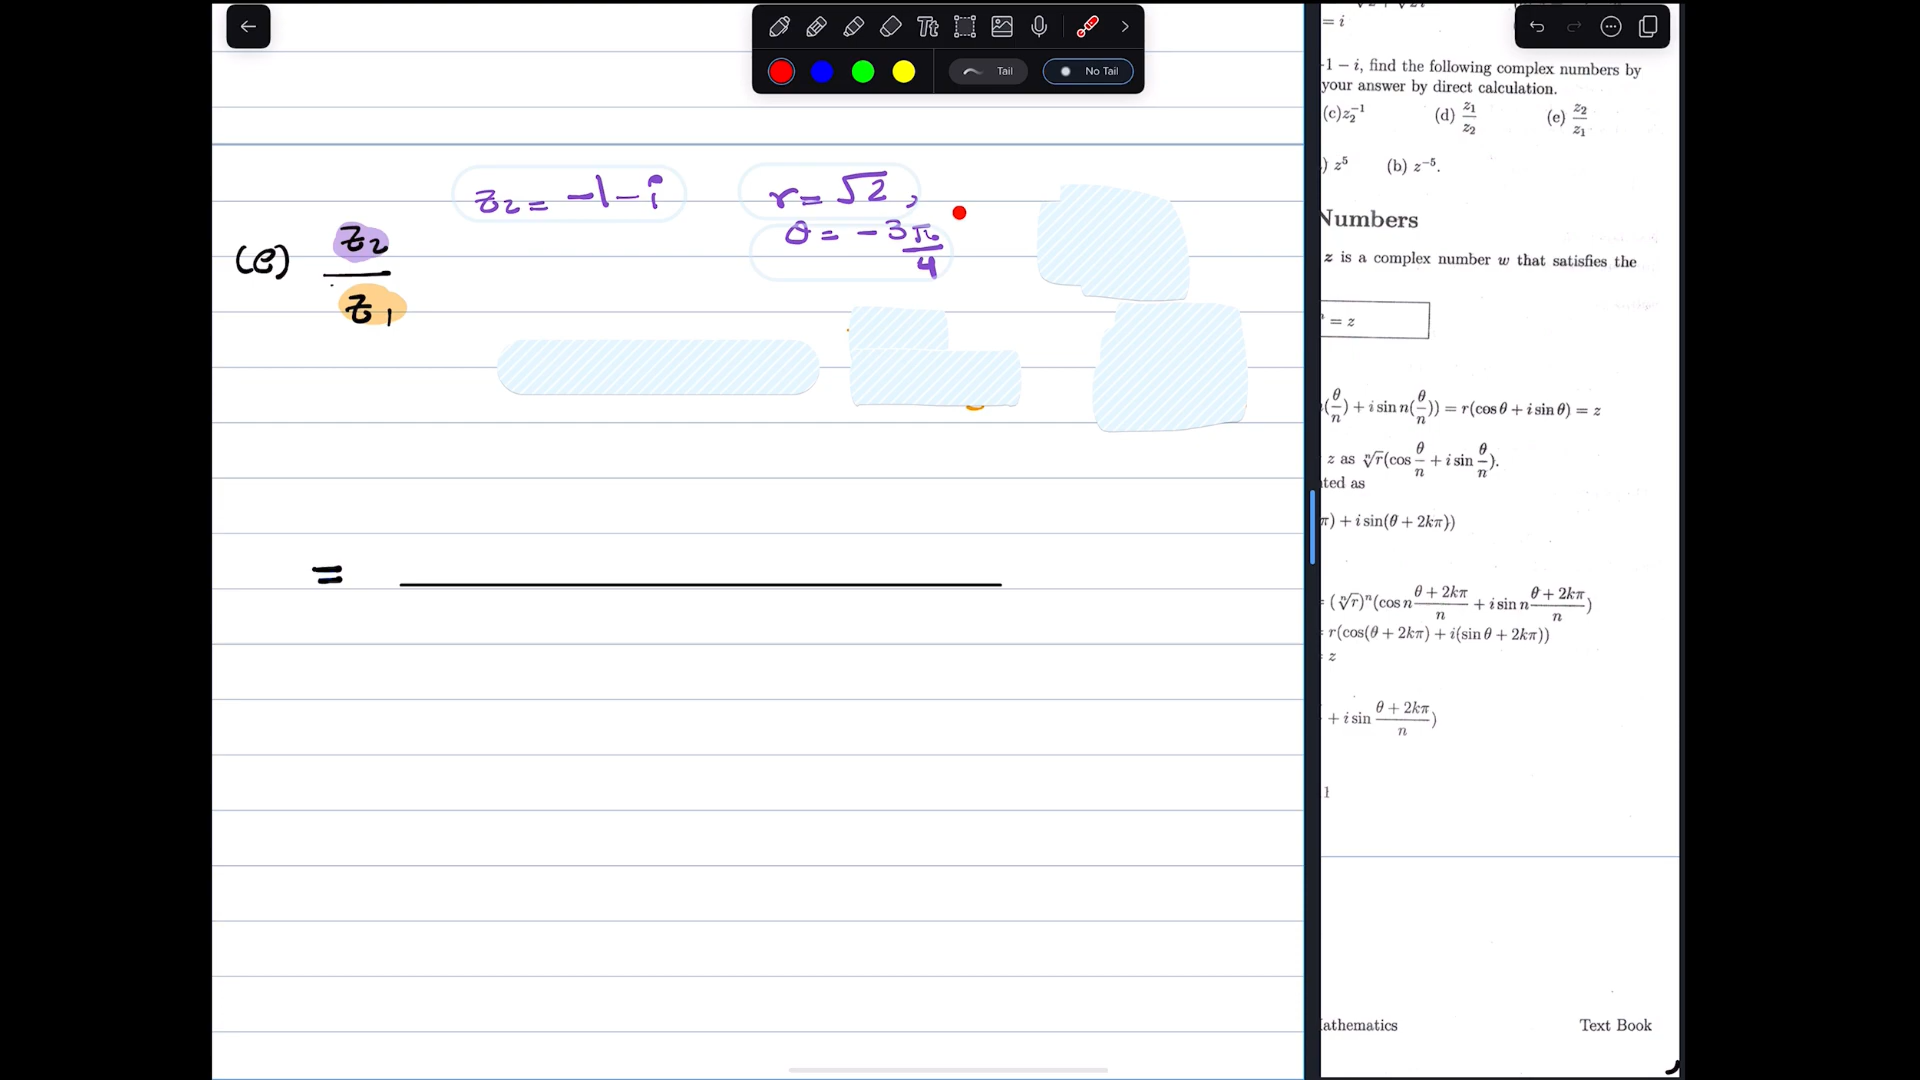 Tt
Tail
No Tail
z₂ = -1 - i
r = √2 ,
θ = -3π/4
(e) z₂/z₁
=
= i
-1 − i, find the following complex numbers by
your answer by direct calculation.
(c)z₂⁻¹ (d) z₁/z₂ (e) z₂/z₁
) z⁵ (b) z⁻⁵.
Numbers
z is a complex number w that satisfies the
ⁿ = z
(θ/n) + i sin n(θ/n)) = r(cos θ + i sin θ) = z
z as ⁿ√r(cos θ/n + i sin θ/n).
ted as
π) + i sin(θ + 2kπ))
= (ⁿ√r)ⁿ(cos n (θ + 2kπ)/n + i sin n (θ + 2kπ)/n)
= r(cos(θ + 2kπ) + i(sin θ + 2kπ))
= z
+ i sin (θ + 2kπ)/n)
1
athematics
Text Book